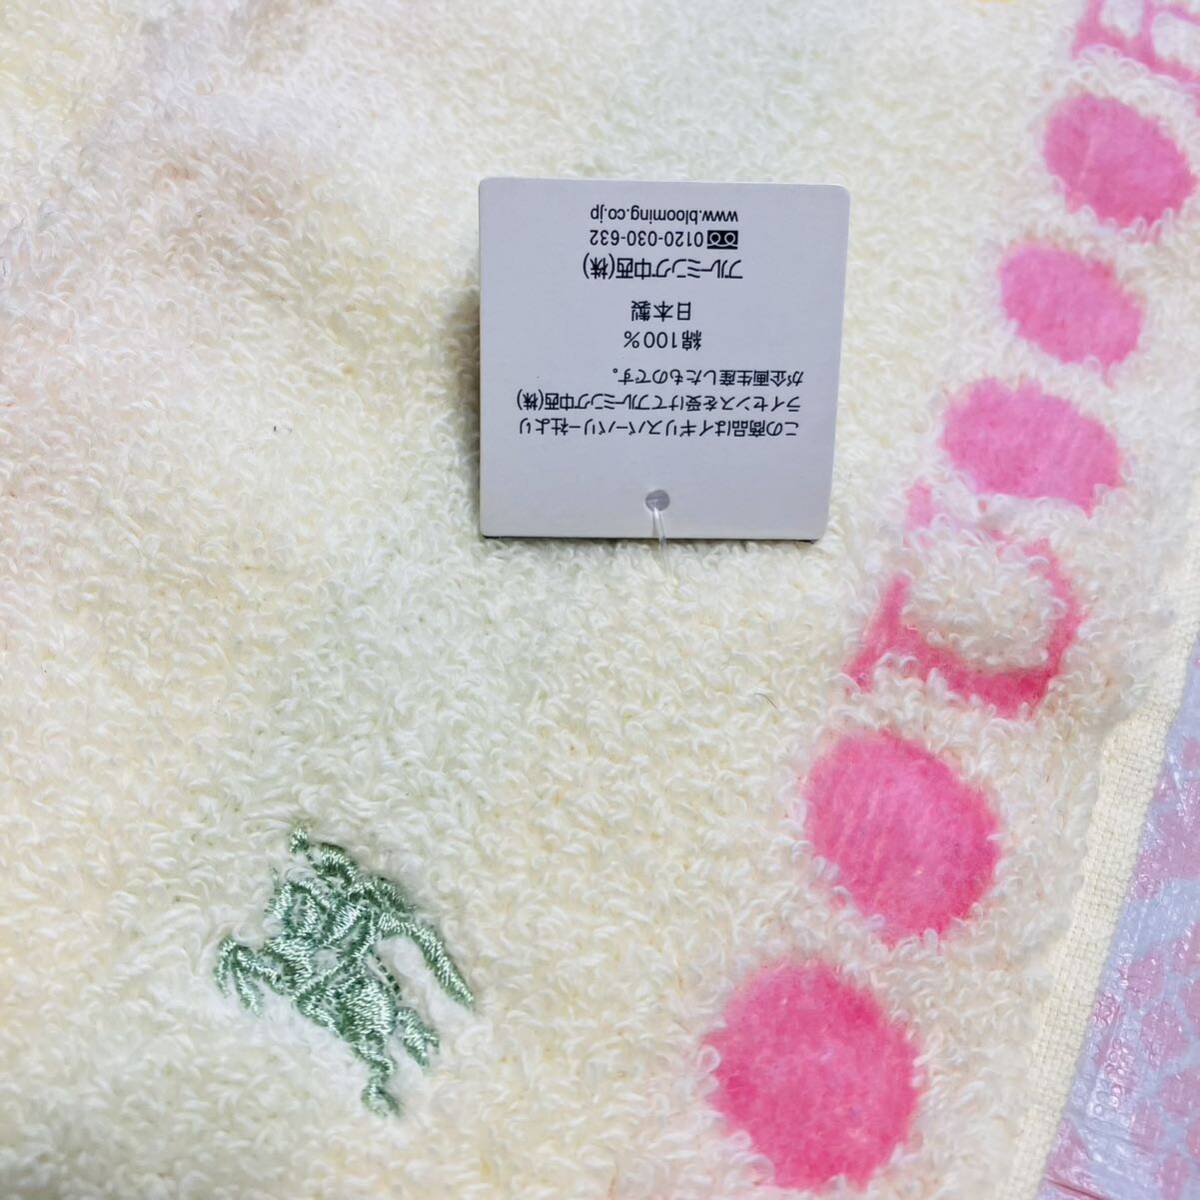 この商品はイギリスバーバリー社より
ライセンスを受けてブルーミング中西(株)
が企画生産したものです。
綿100%
日本製
ブルーミング中西(株)
0120-030-632
www.blooming.co.jp